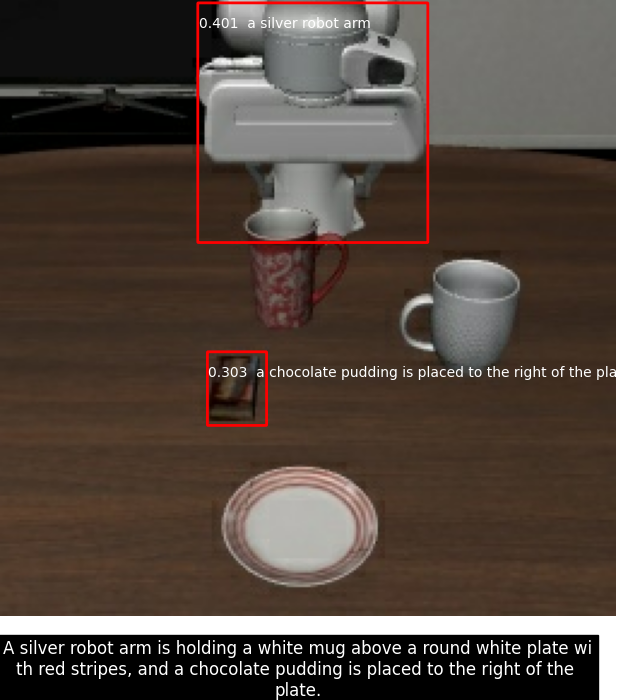 0.401 a silver robot arm
0.303 a chocolate pudding is placed to the right of the pla
A silver robot arm is holding a white mug above a round white plate wi
th red stripes, and a chocolate pudding is placed to the right of the
plate.